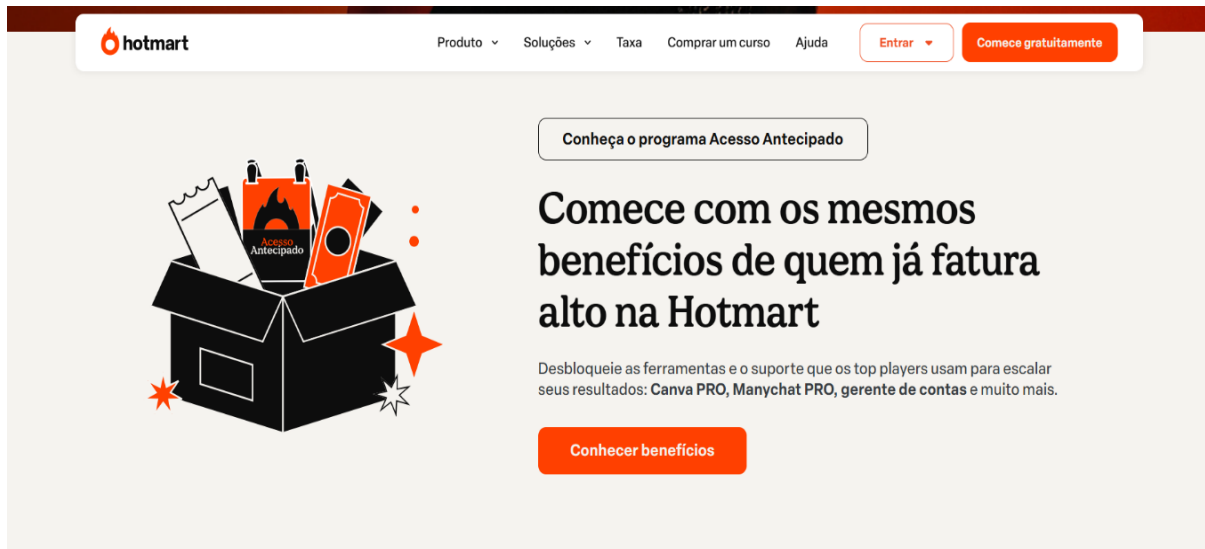 hotmart
Produto
Soluções
Taxa
Comprar um curso
Ajuda
Entrar
Comece gratuitamente
Acesso
Antecipado
Conheça o programa Acesso Antecipado
Comece com os mesmos
benefícios de quem já fatura
alto na Hotmart
Desbloqueie as ferramentas e o suporte que os top players usam para escalar
seus resultados: Canva PRO, Manychat PRO, gerente de contas e muito mais.
Conhecer benefícios